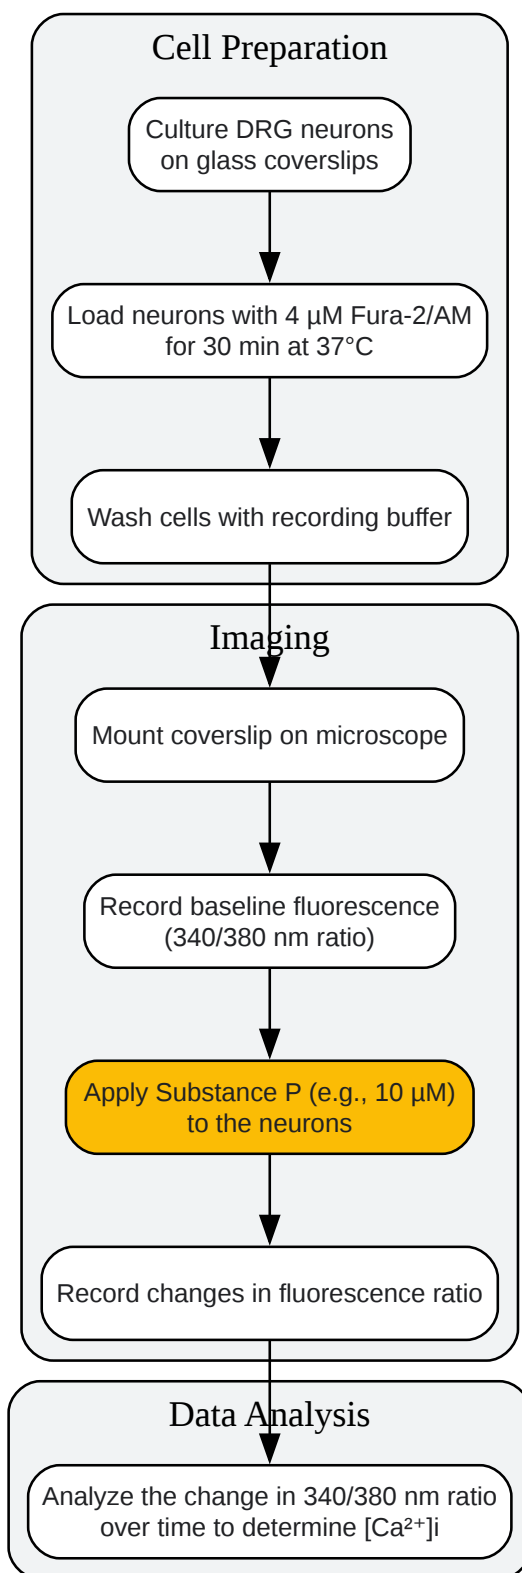 Cell Preparation
Culture DRG neurons
on glass coverslips
Load neurons with 4 µM Fura-2/AM
for 30 min at 37°C
Wash cells with recording buffer
Imaging
Mount coverslip on microscope
Record baseline fluorescence
(340/380 nm ratio)
Apply Substance P (e.g., 10 µM)
to the neurons
Record changes in fluorescence ratio
Data Analysis
Analyze the change in 340/380 nm ratio
over time to determine [Ca²⁺]i